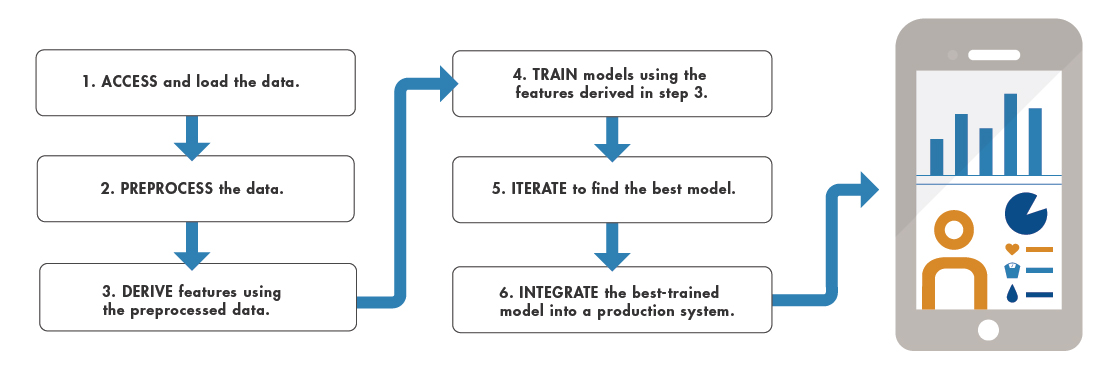 1. ACCESS and load the data.
2. PREPROCESS the data.
3. DERIVE features using
the preprocessed data.
4. TRAIN models using the
features derived in step 3.
5. ITERATE to find the best model.
6. INTEGRATE the best-trained
model into a production system.